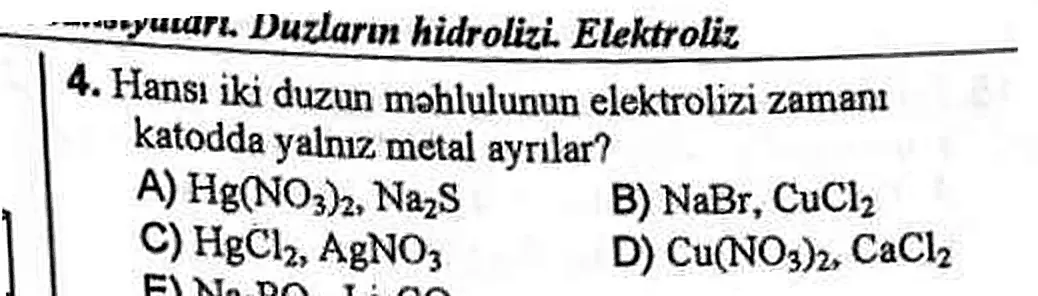 Duzların hidrolizi. Elektroliz
4. Hansı iki duzun məhlulunun elektrolizi zamanı
katodda yalnız metal ayrılar?
A) Hg(NO₃)₂, Na₂S B) NaBr, CuCl₂
C) HgCl₂, AgNO₃ D) Cu(NO₃)₂, CaCl₂